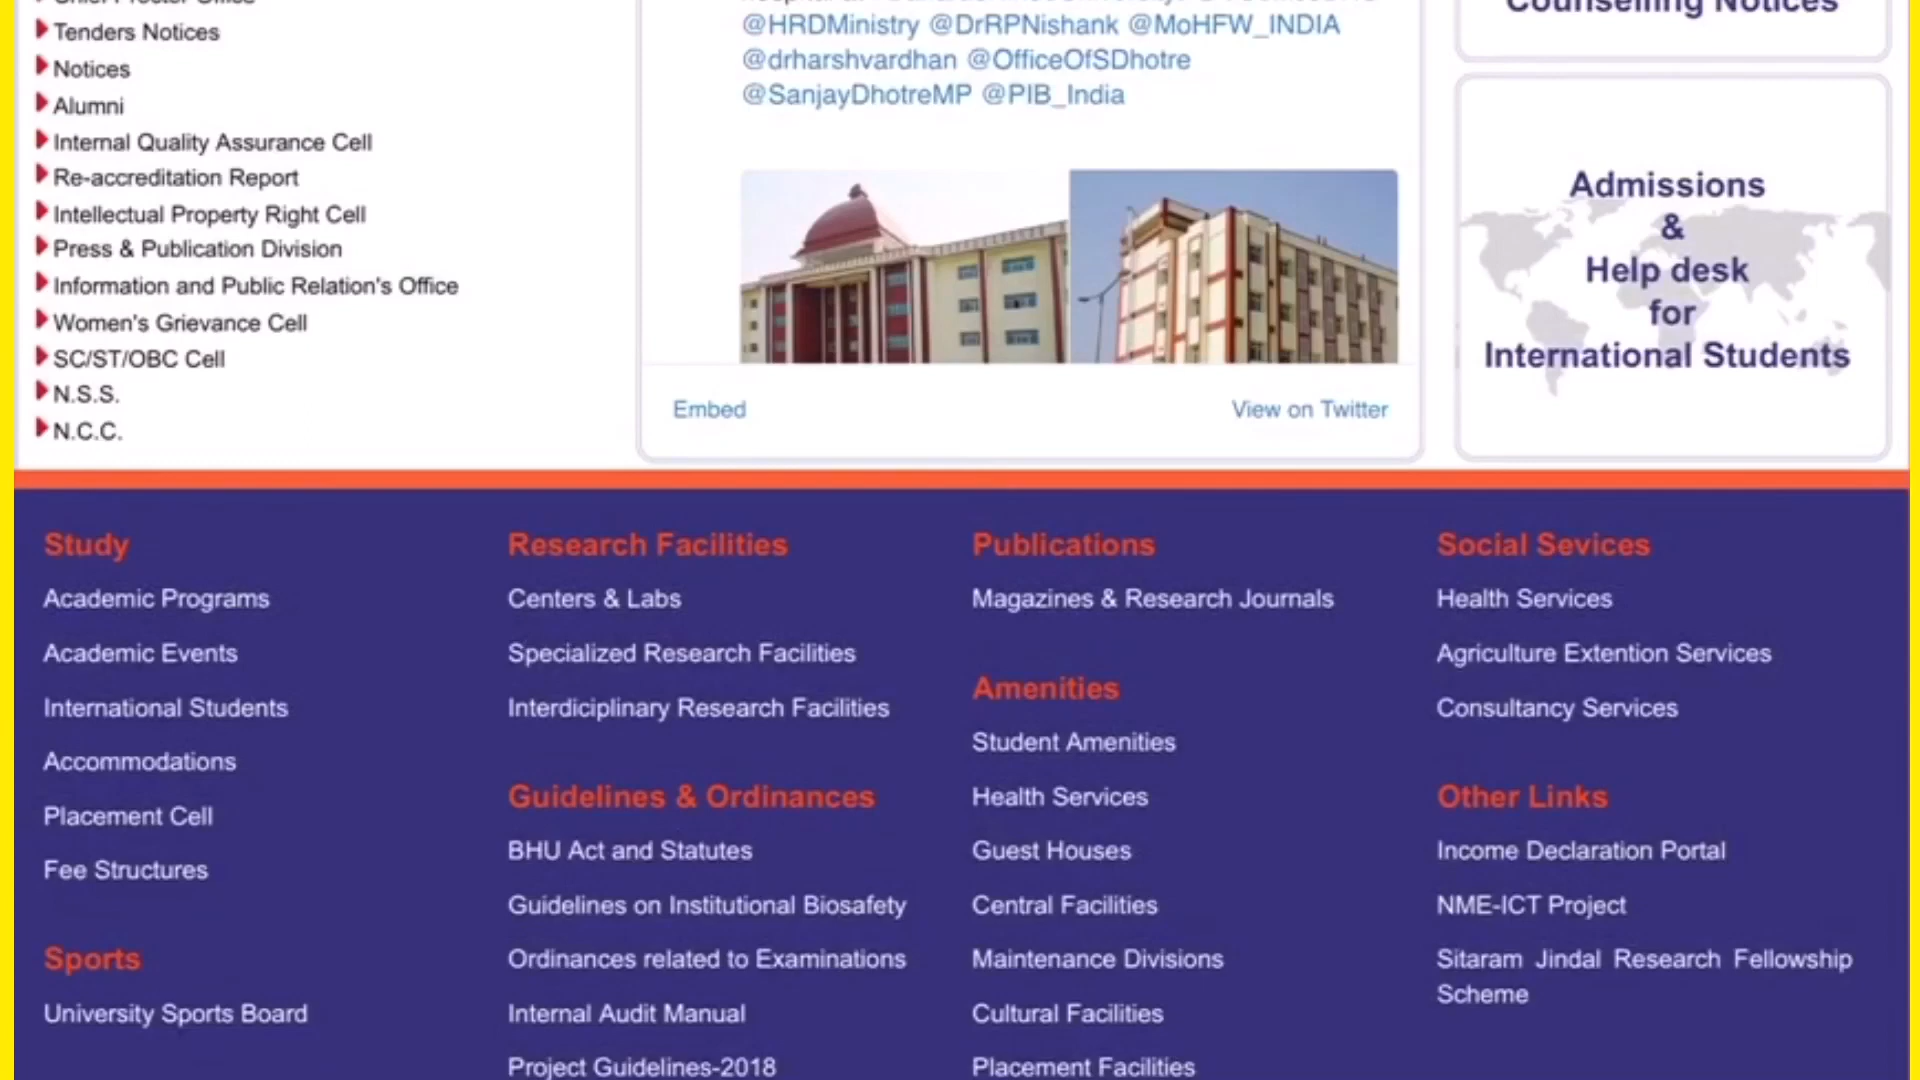 Chief Proctor Office
Tenders Notices
Notices
Alumni
Internal Quality Assurance Cell
Re-accreditation Report
Intellectual Property Right Cell
Press & Publication Division
Information and Public Relation's Office
Women's Grievance Cell
SC/ST/OBC Cell
N.S.S.
N.C.C.
@HRDMinistry @DrRPNishank @MoHFW_INDIA
@drharshvardhan @OfficeOfSDhotre
@SanjayDhotreMP @PIB_India
Embed
View on Twitter
Counselling Notices
Admissions
&
Help desk
for
International Students
Study
Academic Programs
Academic Events
International Students
Accommodations
Placement Cell
Fee Structures
Sports
University Sports Board
Research Facilities
Centers & Labs
Specialized Research Facilities
Interdiciplinary Research Facilities
Guidelines & Ordinances
BHU Act and Statutes
Guidelines on Institutional Biosafety
Ordinances related to Examinations
Internal Audit Manual
Project Guidelines-2018
Publications
Magazines & Research Journals
Amenities
Student Amenities
Health Services
Guest Houses
Central Facilities
Maintenance Divisions
Cultural Facilities
Placement Facilities
Social Sevices
Health Services
Agriculture Extention Services
Consultancy Services
Other Links
Income Declaration Portal
NME-ICT Project
Sitaram Jindal Research Fellowship
Scheme